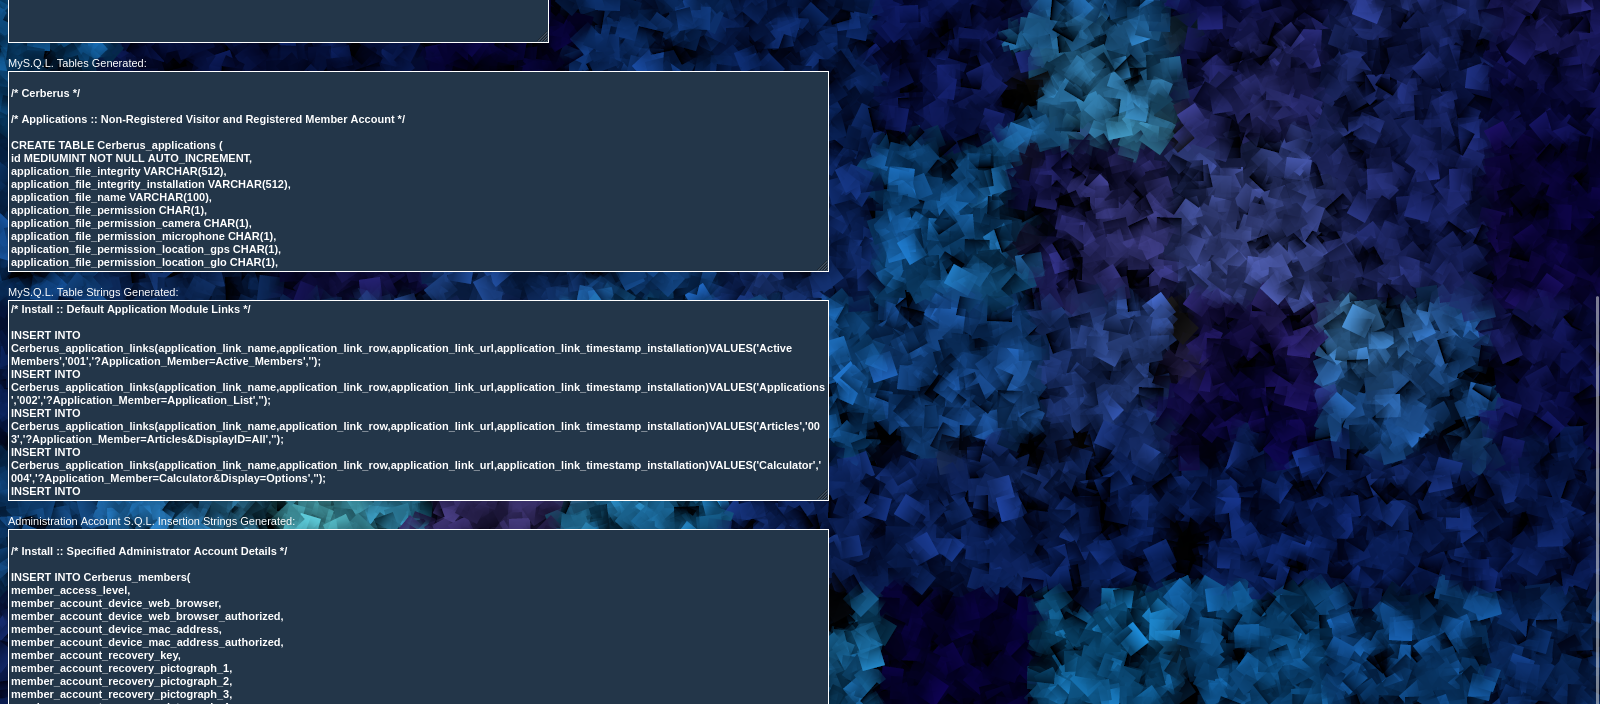 MyS.Q.L. Tables Generated:
/* Cerberus */
/* Applications :: Non-Registered Visitor and Registered Member Account */
CREATE TABLE Cerberus_applications (
id MEDIUMINT NOT NULL AUTO_INCREMENT,
application_file_integrity VARCHAR(512),
application_file_integrity_installation VARCHAR(512),
application_file_name VARCHAR(100),
application_file_permission CHAR(1),
application_file_permission_camera CHAR(1),
application_file_permission_microphone CHAR(1),
application_file_permission_location_gps CHAR(1),
application_file_permission_location_glo CHAR(1),
MyS.Q.L. Table Strings Generated:
/* Install :: Default Application Module Links */
INSERT INTO
Cerberus_application_links(application_link_name,application_link_row,application_link_url,application_link_timestamp_installation)VALUES('Active
Members','001','?Application_Member=Active_Members','');
INSERT INTO
Cerberus_application_links(application_link_name,application_link_row,application_link_url,application_link_timestamp_installation)VALUES('Applications
','002','?Application_Member=Application_List','');
INSERT INTO
Cerberus_application_links(application_link_name,application_link_row,application_link_url,application_link_timestamp_installation)VALUES('Articles','00
3','?Application_Member=Articles&DisplayID=All','');
INSERT INTO
Cerberus_application_links(application_link_name,application_link_row,application_link_url,application_link_timestamp_installation)VALUES('Calculator','
004','?Application_Member=Calculator&Display=Options','');
INSERT INTO
Administration Account S.Q.L. Insertion Strings Generated:
/* Install :: Specified Administrator Account Details */
INSERT INTO Cerberus_members(
member_access_level,
member_account_device_web_browser,
member_account_device_web_browser_authorized,
member_account_device_mac_address,
member_account_device_mac_address_authorized,
member_account_recovery_key,
member_account_recovery_pictograph_1,
member_account_recovery_pictograph_2,
member_account_recovery_pictograph_3,